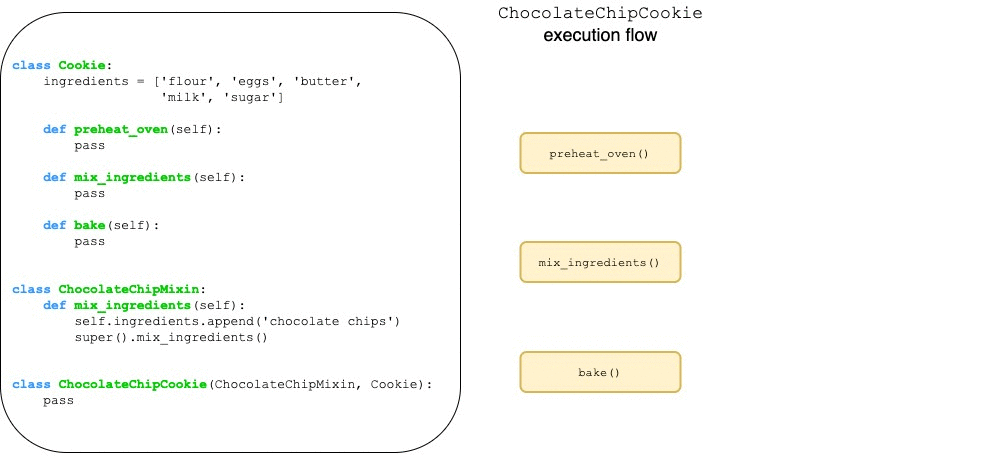 class Cookie:
    ingredients = ['flour', 'eggs', 'butter',
                   'milk', 'sugar']
    def preheat_oven(self):
        pass
    def mix_ingredients(self):
        pass
    def bake(self):
        pass
class ChocolateChipMixin:
    def mix_ingredients(self):
        self.ingredients.append('chocolate chips')
        super().mix_ingredients()
class ChocolateChipCookie(ChocolateChipMixin, Cookie):
    pass
ChocolateChipCookie
execution flow
preheat_oven()
mix_ingredients()
bake()